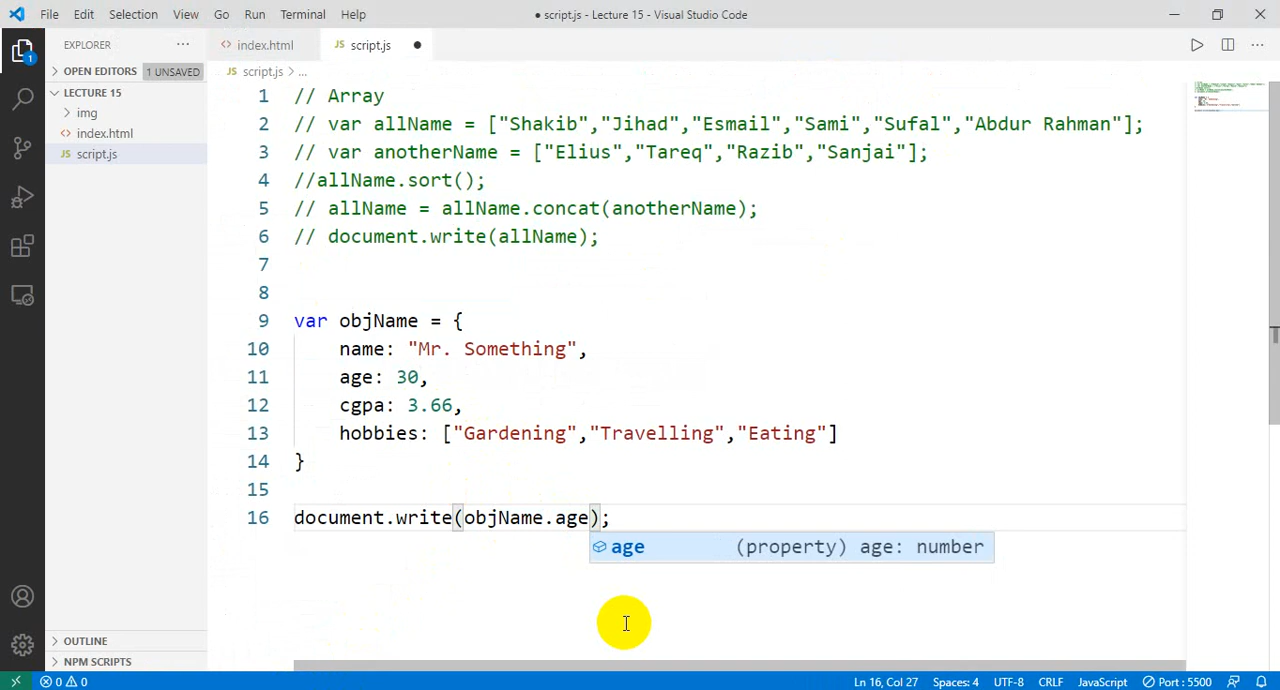 File Edit Selection View Go Run Terminal Help ● script.js - Lecture 15 - Visual Studio Code
EXPLORER ... <> index.html JS script.js ●
1
> OPEN EDITORS 1 UNSAVED JS script.js > ...
LECTURE 15
> img
<> index.html
JS script.js
1 // Array
2 // var allName = ["Shakib","Jihad","Esmail","Sami","Sufal","Abdur Rahman"];
3 // var anotherName = ["Elius","Tareq","Razib","Sanjai"];
4 //allName.sort();
5 // allName = allName.concat(anotherName);
6 // document.write(allName);
7
8
9 var objName = {
10 name: "Mr. Something",
11 age: 30,
12 cgpa: 3.66,
13 hobbies: ["Gardening","Travelling","Eating"]
14 }
15
16 document.write(objName.age);
age (property) age: number
> OUTLINE
> NPM SCRIPTS
0 0 Ln 16, Col 27 Spaces: 4 UTF-8 CRLF JavaScript Port : 5500